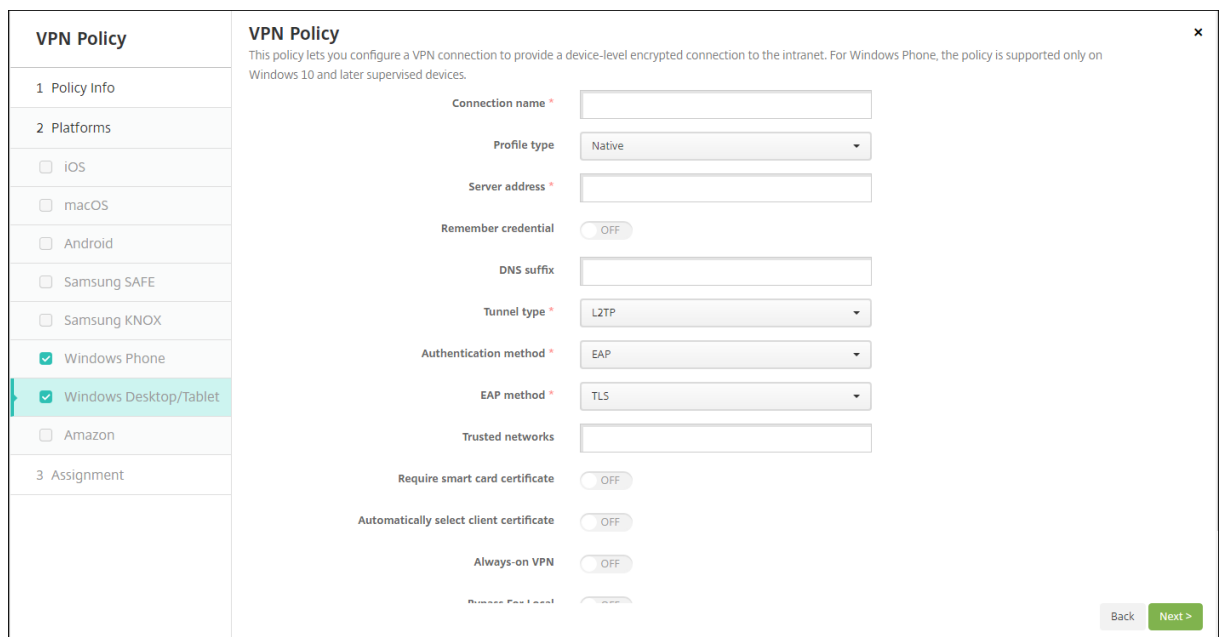 VPN Policy
1 Policy Info
2 Platforms
iOS
macOS
Android
Samsung SAFE
Samsung KNOX
Windows Phone
Windows Desktop/Tablet
Amazon
3 Assignment
VPN Policy
This policy lets you configure a VPN connection to provide a device-level encrypted connection to the intranet. For Windows Phone, the policy is supported only on
Windows 10 and later supervised devices.
Connection name *
Profile type Native
Server address *
Remember credential OFF
DNS suffix
Tunnel type * L2TP
Authentication method * EAP
EAP method * TLS
Trusted networks
Require smart card certificate OFF
Automatically select client certificate OFF
Always-on VPN OFF
Bypass For Local OFF
Back Next >